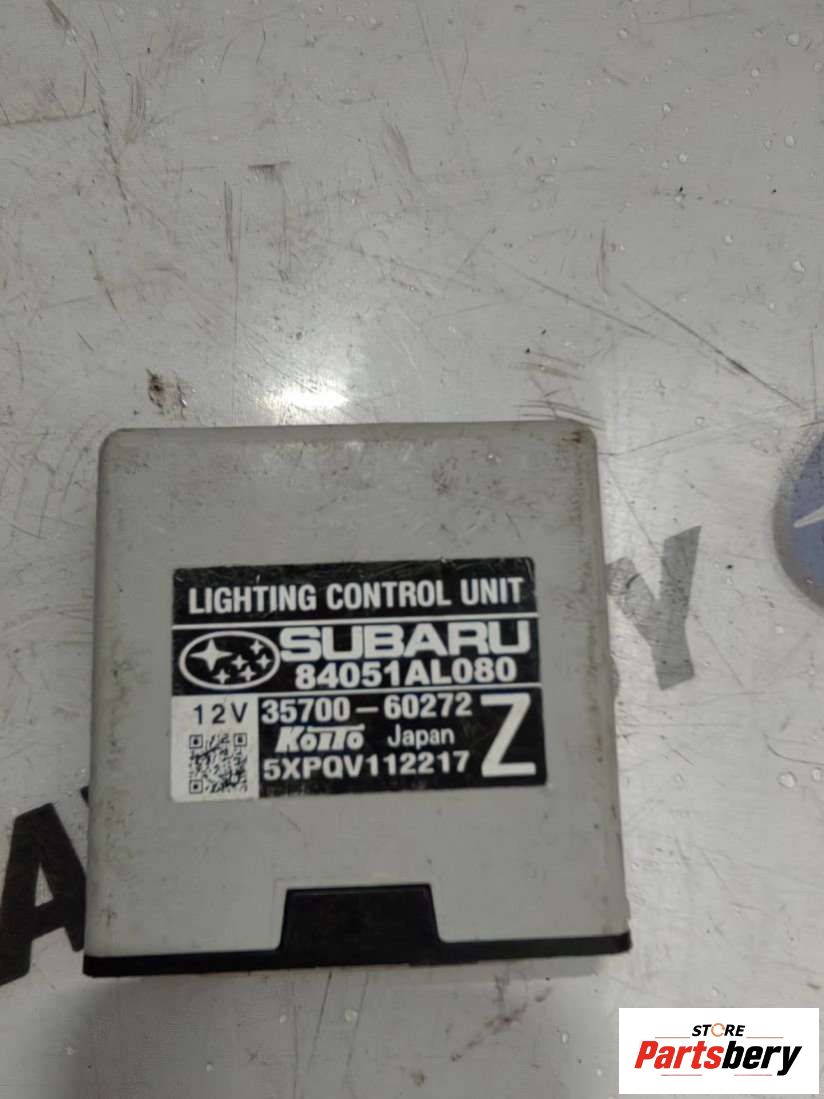 LIGHTING CONTROL UNIT
SUBARU
84051AL080
12V 35700-60272 Z
KOITO Japan
5XPQV112217
Y
A
STORE
Partsbery